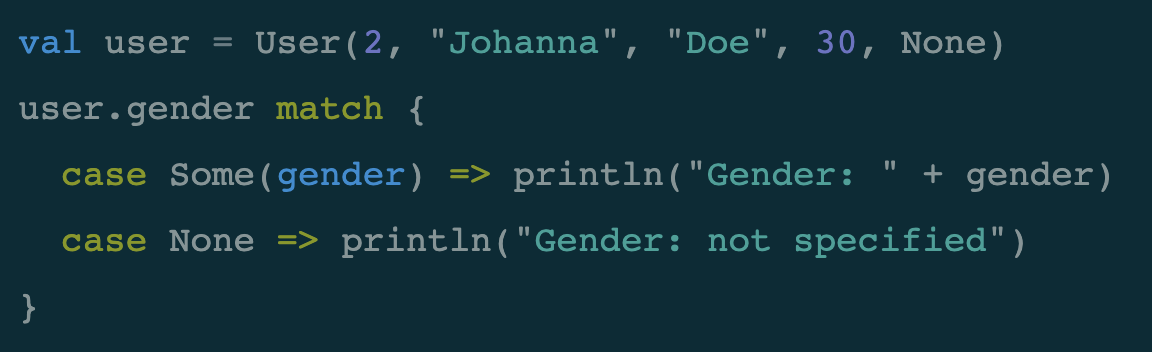 val user = User(2, "Johanna", "Doe", 30, None)
user.gender match {
  case Some(gender) => println("Gender: " + gender)
  case None => println("Gender: not specified")
}